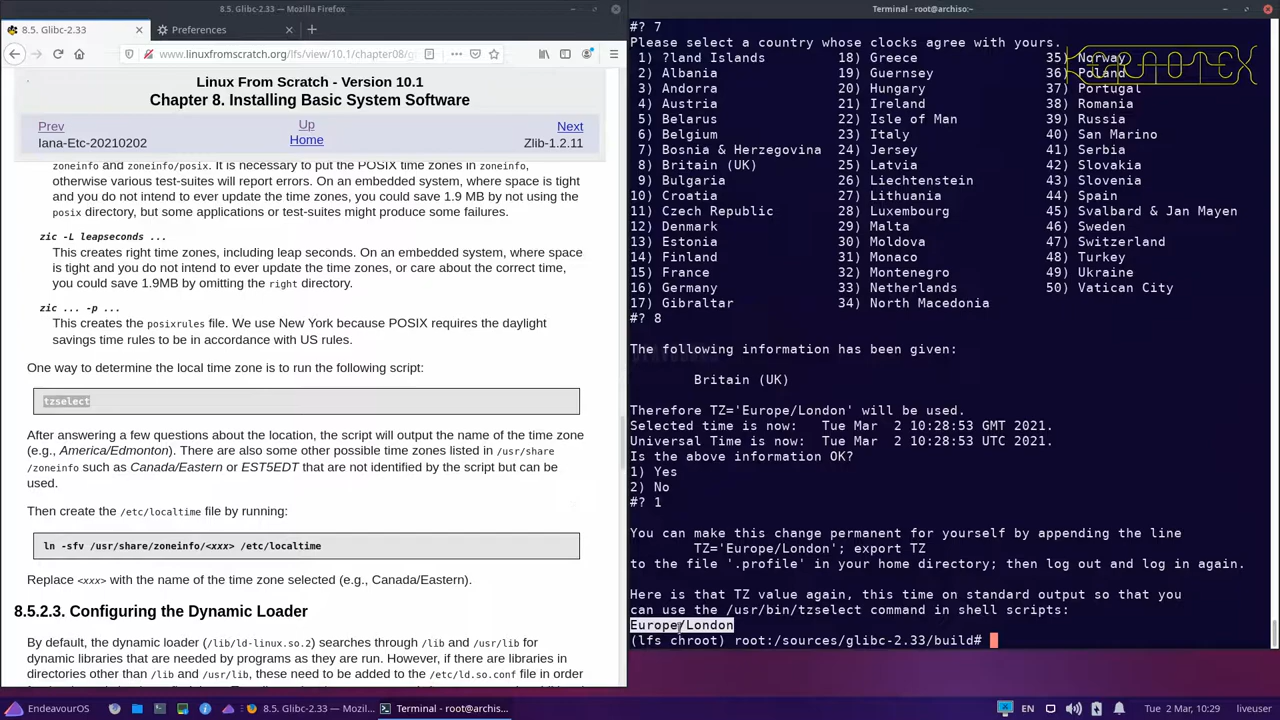 8.5. Glibc-2.33 — Mozilla Firefox
8.5. Glibc-2.33
Preferences
www.linuxfromscratch.org/lfs/view/10.1/chapter08/g
Linux From Scratch - Version 10.1
Chapter 8. Installing Basic System Software
Prev
Up
Next
Iana-Etc-20210202
Home
Zlib-1.2.11
zoneinfo and zoneinfo/posix. It is necessary to put the POSIX time zones in zoneinfo,
otherwise various test-suites will report errors. On an embedded system, where space is tight
and you do not intend to ever update the time zones, you could save 1.9 MB by not using the
posix directory, but some applications or test-suites might produce some failures.
zic -L leapseconds ...
This creates right time zones, including leap seconds. On an embedded system, where space
is tight and you do not intend to ever update the time zones, or care about the correct time,
you could save 1.9MB by omitting the right directory.
zic ... -p ...
This creates the posixrules file. We use New York because POSIX requires the daylight
savings time rules to be in accordance with US rules.
One way to determine the local time zone is to run the following script:
tzselect
After answering a few questions about the location, the script will output the name of the time zone
(e.g., America/Edmonton). There are also some other possible time zones listed in /usr/share
/zoneinfo such as Canada/Eastern or EST5EDT that are not identified by the script but can be
used.
Then create the /etc/localtime file by running:
ln -sfv /usr/share/zoneinfo/<xxx> /etc/localtime
Replace <xxx> with the name of the time zone selected (e.g., Canada/Eastern).
8.5.2.3. Configuring the Dynamic Loader
By default, the dynamic loader (/lib/ld-linux.so.2) searches through /lib and /usr/lib for
dynamic libraries that are needed by programs as they are run. However, if there are libraries in
directories other than /lib and /usr/lib, these need to be added to the /etc/ld.so.conf file in order
Terminal - root@archiso:~
#? 7
Please select a country whose clocks agree with yours.
1) ?land Islands 18) Greece 35) Norway
2) Albania 19) Guernsey 36) Poland
3) Andorra 20) Hungary 37) Portugal
4) Austria 21) Ireland 38) Romania
5) Belarus 22) Isle of Man 39) Russia
6) Belgium 23) Italy 40) San Marino
7) Bosnia & Herzegovina 24) Jersey 41) Serbia
8) Britain (UK) 25) Latvia 42) Slovakia
9) Bulgaria 26) Liechtenstein 43) Slovenia
10) Croatia 27) Lithuania 44) Spain
11) Czech Republic 28) Luxembourg 45) Svalbard & Jan Mayen
12) Denmark 29) Malta 46) Sweden
13) Estonia 30) Moldova 47) Switzerland
14) Finland 31) Monaco 48) Turkey
15) France 32) Montenegro 49) Ukraine
16) Germany 33) Netherlands 50) Vatican City
17) Gibraltar 34) North Macedonia
#? 8
The following information has been given:
Britain (UK)
Therefore TZ='Europe/London' will be used.
Selected time is now: Tue Mar 2 10:28:53 GMT 2021.
Universal Time is now: Tue Mar 2 10:28:53 UTC 2021.
Is the above information OK?
1) Yes
2) No
#? 1
You can make this change permanent for yourself by appending the line
TZ='Europe/London'; export TZ
to the file '.profile' in your home directory; then log out and log in again.
Here is that TZ value again, this time on standard output so that you
can use the /usr/bin/tzselect command in shell scripts:
Europe/London
(lfs chroot) root:/sources/glibc-2.33/build#
EndeavourOS
8.5. Glibc-2.33 — Mozil...
Terminal - root@archiso...
EN
Tue 2 Mar, 10:29
liveuser